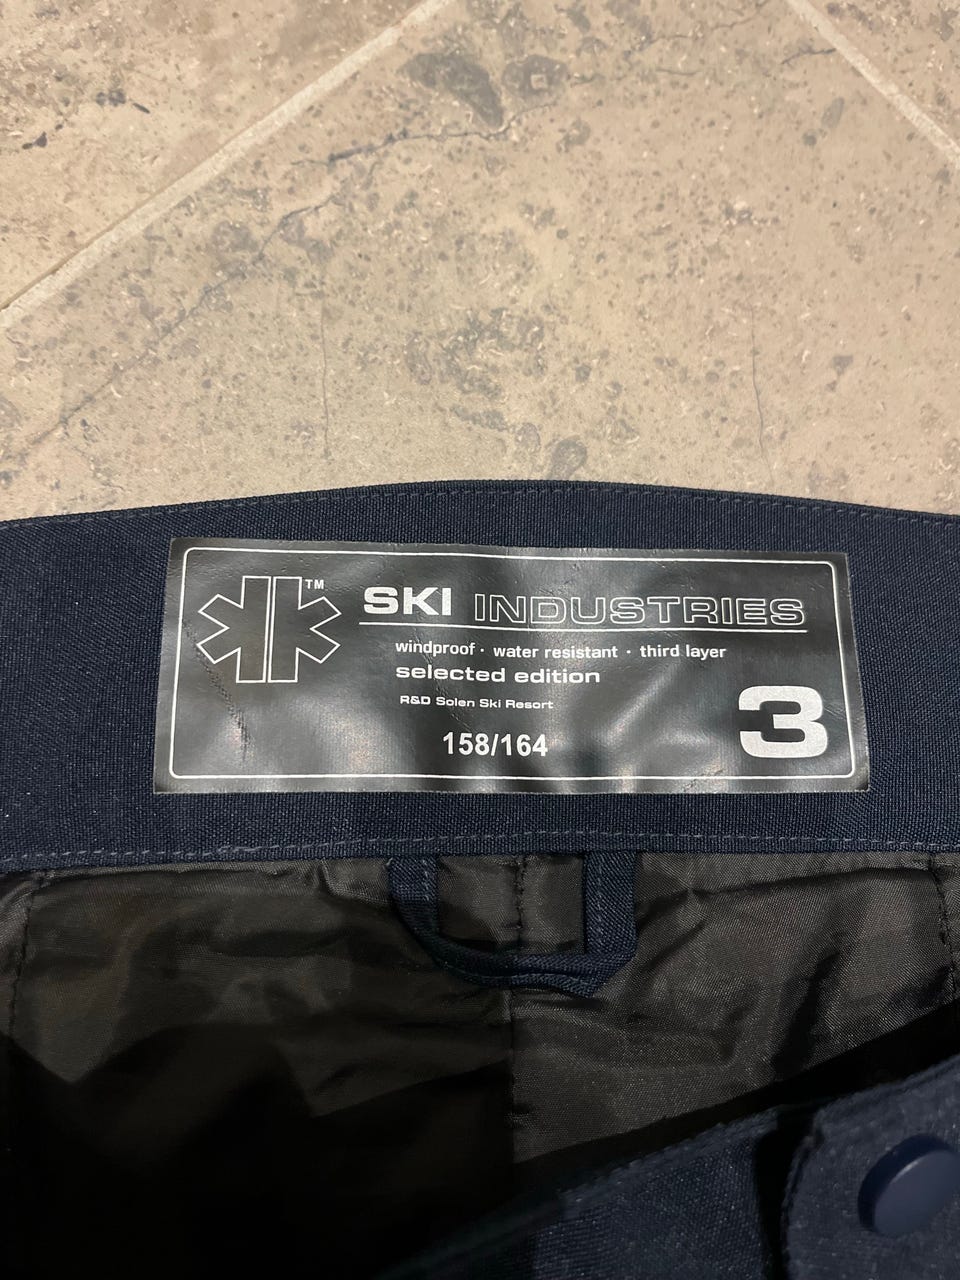 TM
SKI INDUSTRIES
windproof · water resistant · third layer
selected edition
R&D Solen Ski Resort
158/164
3